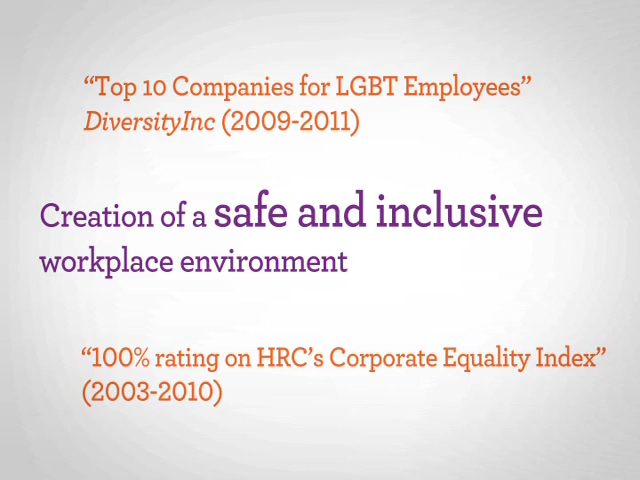 “Top 10 Companies for LGBT Employees”
DiversityInc (2009-2011)
Creation of a safe and inclusive
workplace environment
“100% rating on HRC’s Corporate Equality Index”
(2003-2010)